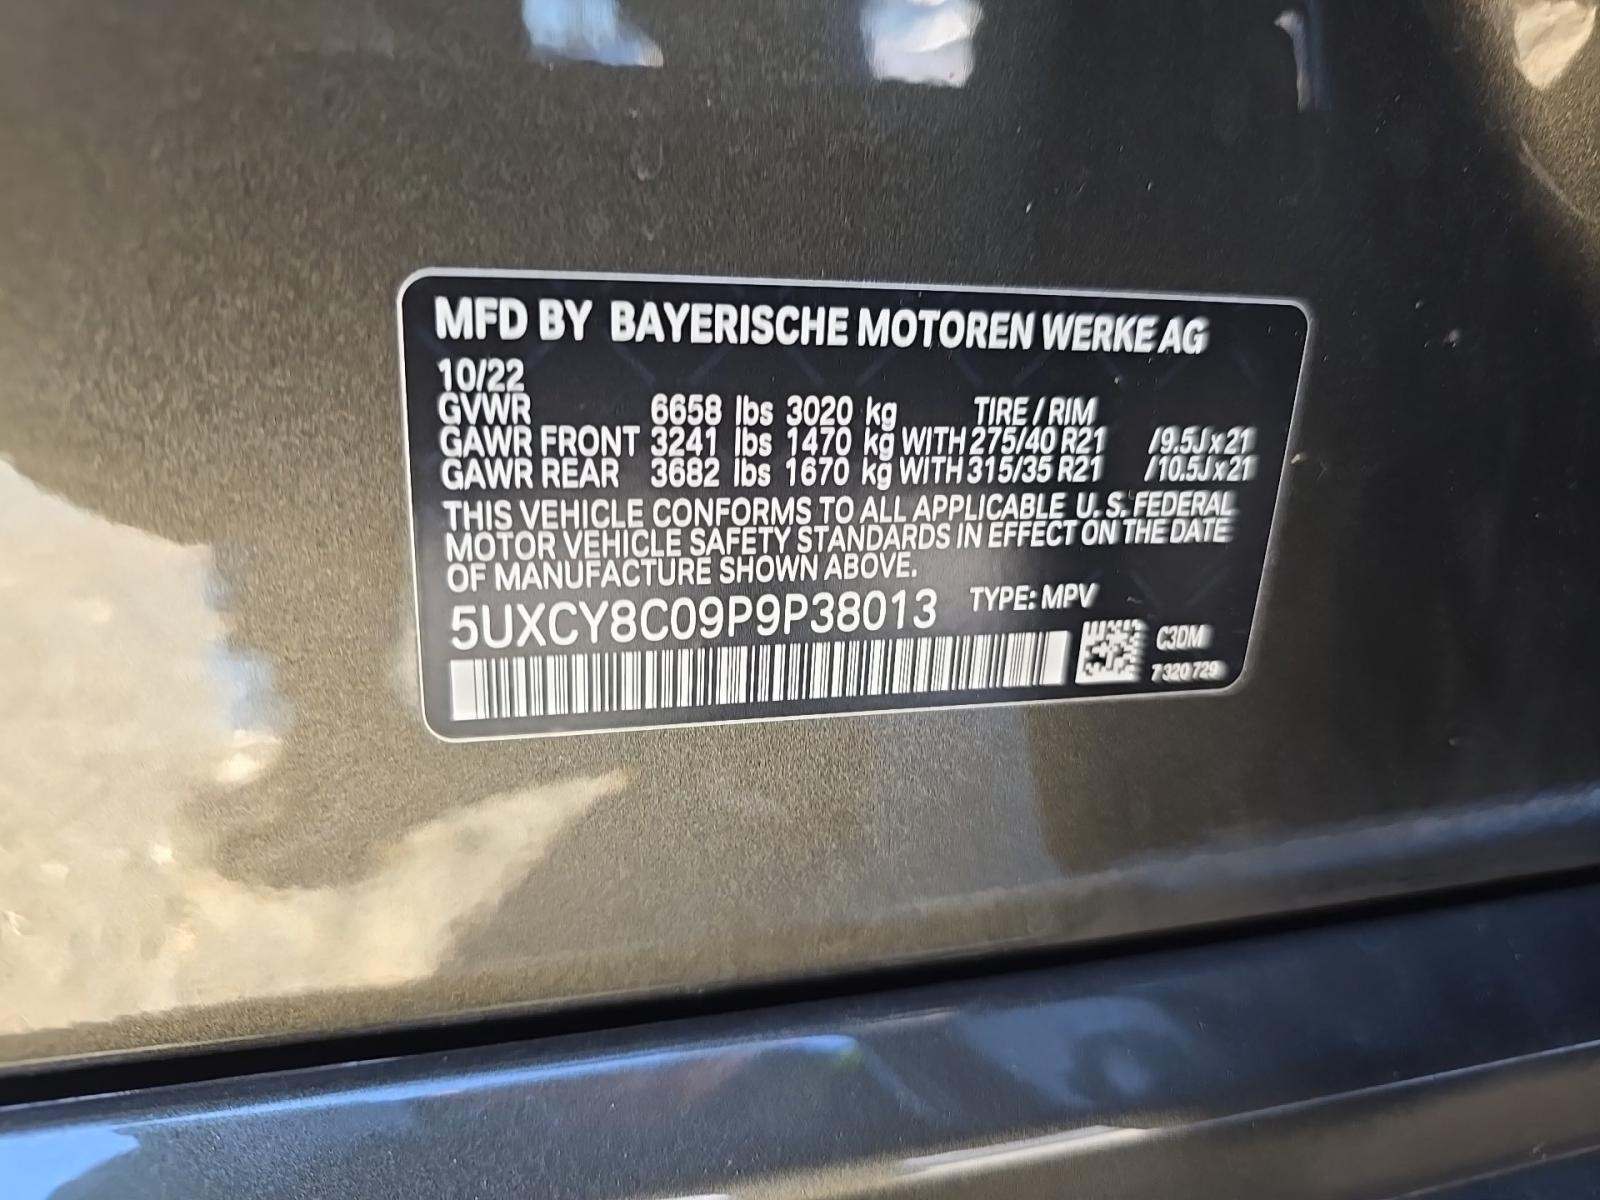 MFD BY BAYERISCHE MOTOREN WERKE AG
10/22
GVWR 6658 lbs 3020 kg TIRE / RIM
GAWR FRONT 3241 lbs 1470 kg WITH 275/40 R21 /9.5Jx21
GAWR REAR 3682 lbs 1670 kg WITH 315/35 R21 /10.5Jx21
THIS VEHICLE CONFORMS TO ALL APPLICABLE U.S. FEDERAL
MOTOR VEHICLE SAFETY STANDARDS IN EFFECT ON THE DATE
OF MANUFACTURE SHOWN ABOVE.
5UXCY8C09P9P38013 TYPE: MPV
C3DM
7320729